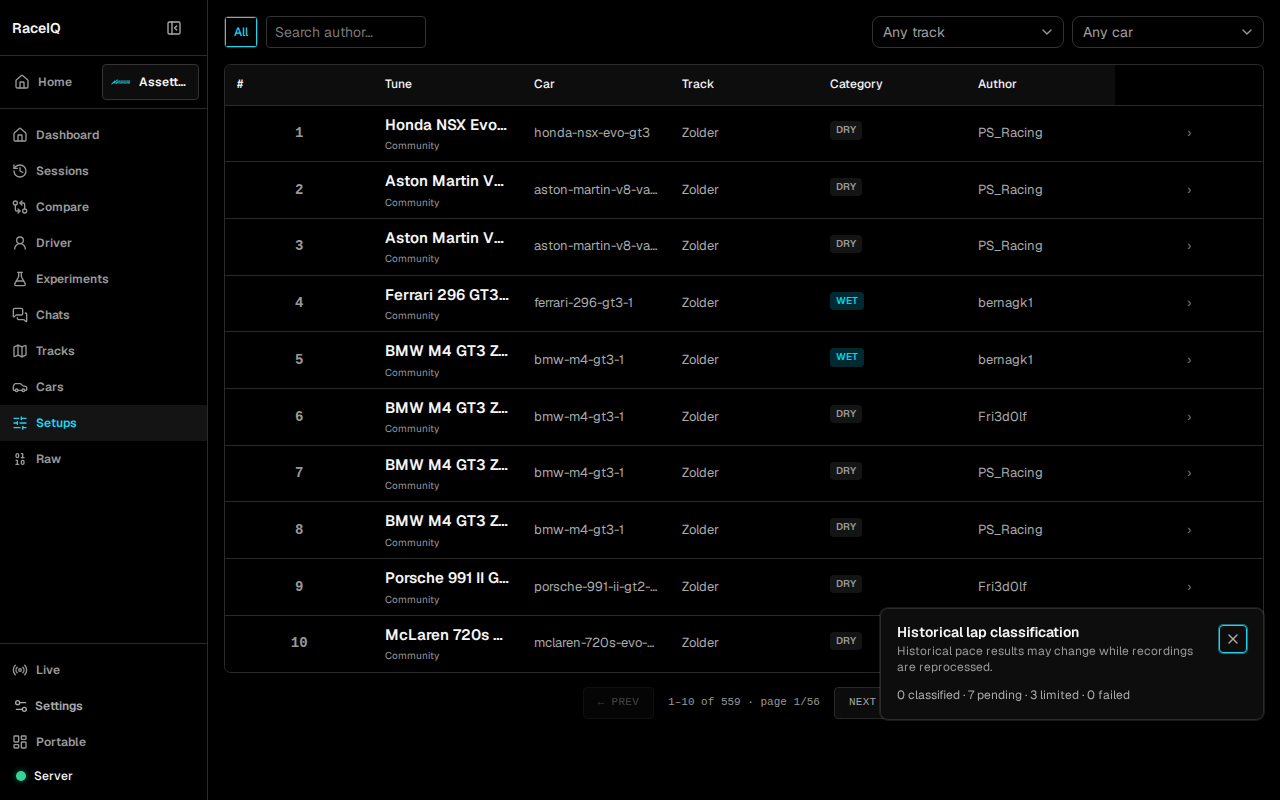 RaceIQ
All
Search author...
Any track
Any car
Home
Assett...
Dashboard
Sessions
Compare
Driver
Experiments
Chats
Tracks
Cars
Setups
Raw
Live
Settings
Portable
Server
# Tune Car Track Category Author
1 Honda NSX Evo... honda-nsx-evo-gt3 Zolder DRY PS_Racing ›
Community
2 Aston Martin V... aston-martin-v8-va... Zolder DRY PS_Racing ›
Community
3 Aston Martin V... aston-martin-v8-va... Zolder DRY PS_Racing ›
Community
4 Ferrari 296 GT3... ferrari-296-gt3-1 Zolder WET bernagk1 ›
Community
5 BMW M4 GT3 Z... bmw-m4-gt3-1 Zolder WET bernagk1 ›
Community
6 BMW M4 GT3 Z... bmw-m4-gt3-1 Zolder DRY Fri3d0lf ›
Community
7 BMW M4 GT3 Z... bmw-m4-gt3-1 Zolder DRY PS_Racing ›
Community
8 BMW M4 GT3 Z... bmw-m4-gt3-1 Zolder DRY PS_Racing ›
Community
9 Porsche 991 II G... porsche-991-ii-gt2-... Zolder DRY Fri3d0lf ›
Community
10 McLaren 720s ... mclaren-720s-evo-... Zolder DRY
Community
← PREV 1–10 of 559 · page 1/56 NEXT
Historical lap classification
Historical pace results may change while recordings
are reprocessed.
0 classified · 7 pending · 3 limited · 0 failed